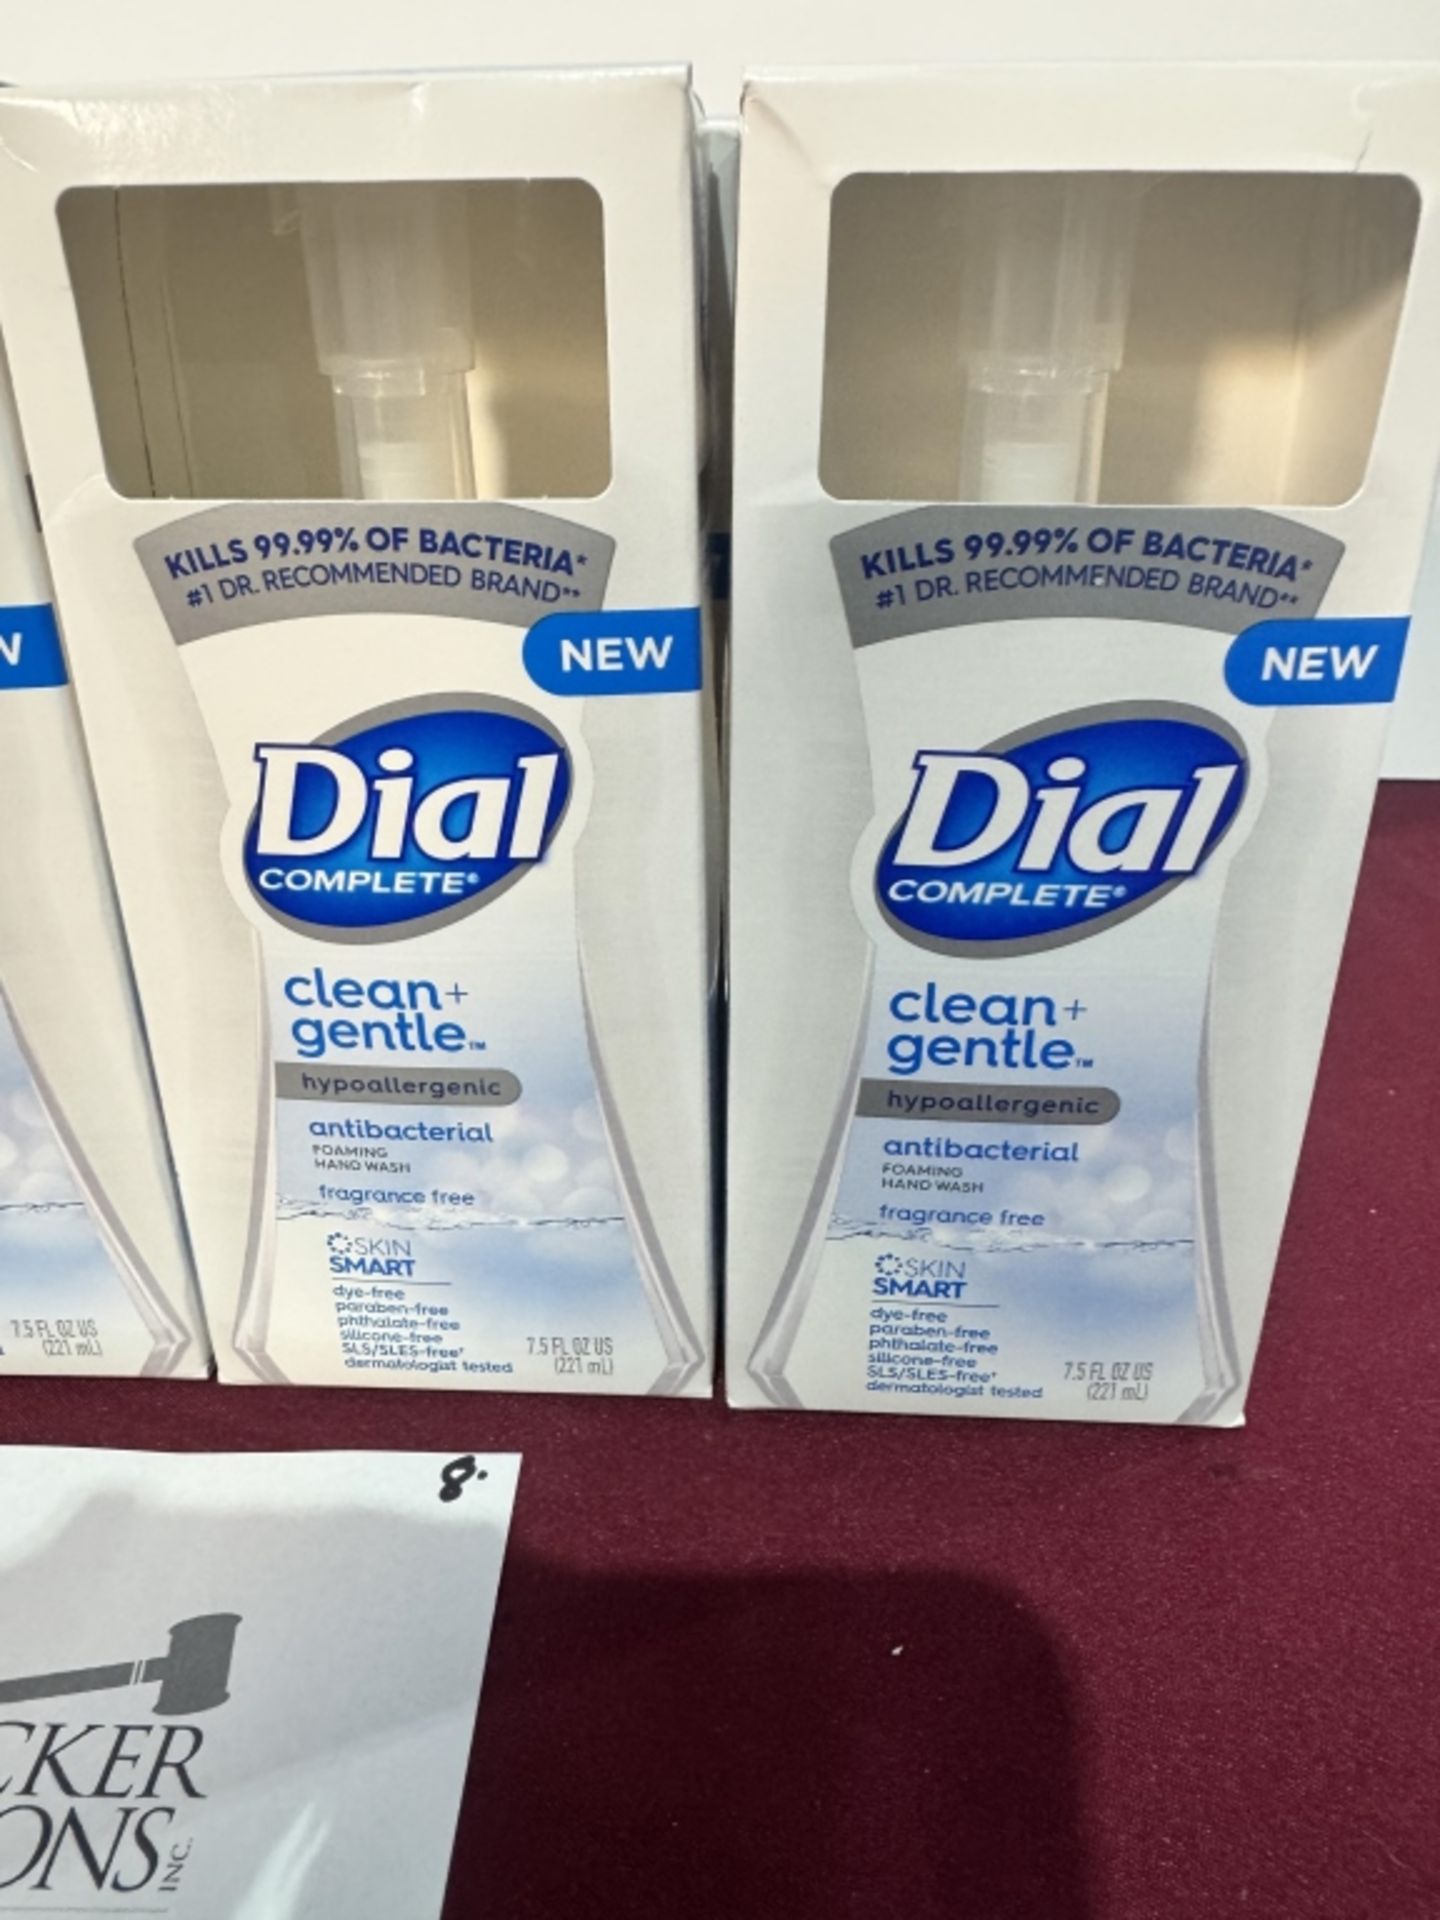 7.5 FL OZ US
(221 mL)
KILLS 99.99% OF BACTERIA*
#1 DR. RECOMMENDED BRAND**
NEW
Dial
COMPLETE®
clean+
gentle™
hypoallergenic
antibacterial
FOAMING
HAND WASH
fragrance free
SKIN
SMART
dye-free
paraben-free
phthalate-free
silicone-free
SLS/SLES-free†
dermatologist tested
7.5 FL OZ US
(221 mL)
KILLS 99.99% OF BACTERIA*
#1 DR. RECOMMENDED BRAND**
NEW
Dial
COMPLETE®
clean+
gentle™
hypoallergenic
antibacterial
FOAMING
HAND WASH
fragrance free
SKIN
SMART
dye-free
paraben-free
phthalate-free
silicone-free
SLS/SLES-free†
dermatologist tested
7.5 FL OZ US
(221 mL)
8.
CKER
ONS INC.